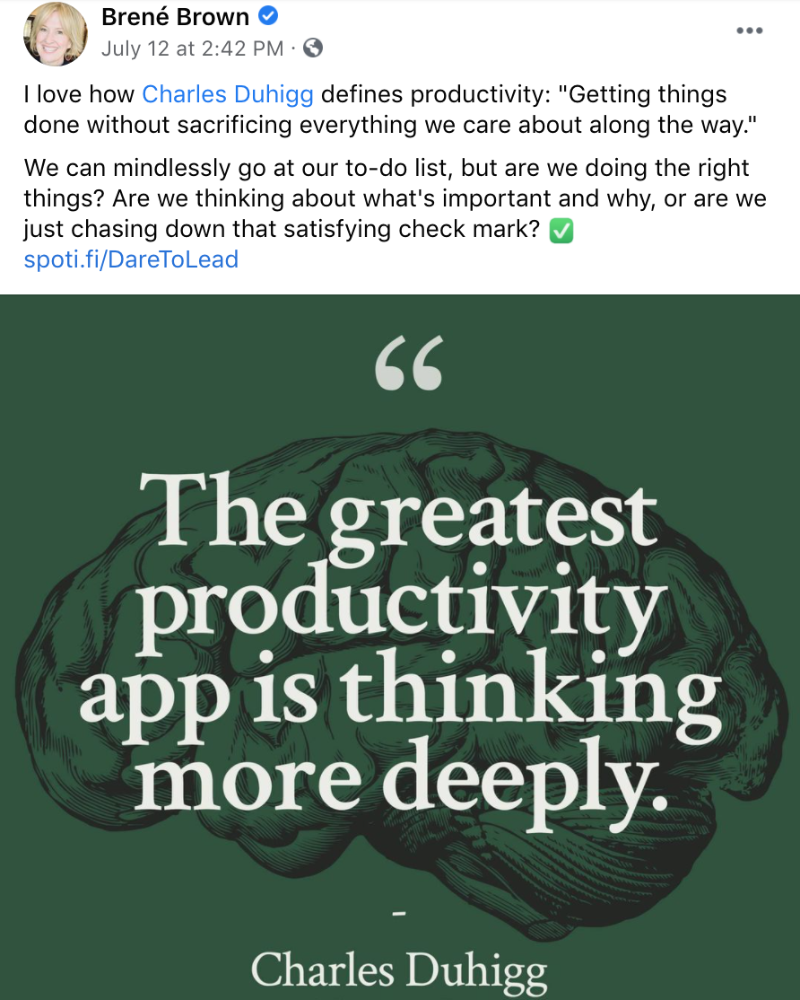 Brené Brown
July 12 at 2:42 PM ·
I love how Charles Duhigg defines productivity: "Getting things
done without sacrificing everything we care about along the way."
We can mindlessly go at our to-do list, but are we doing the right
things? Are we thinking about what's important and why, or are we
just chasing down that satisfying check mark? ✅
spoti.fi/DareToLead
“
The greatest
productivity
app is thinking
more deeply.
-
Charles Duhigg